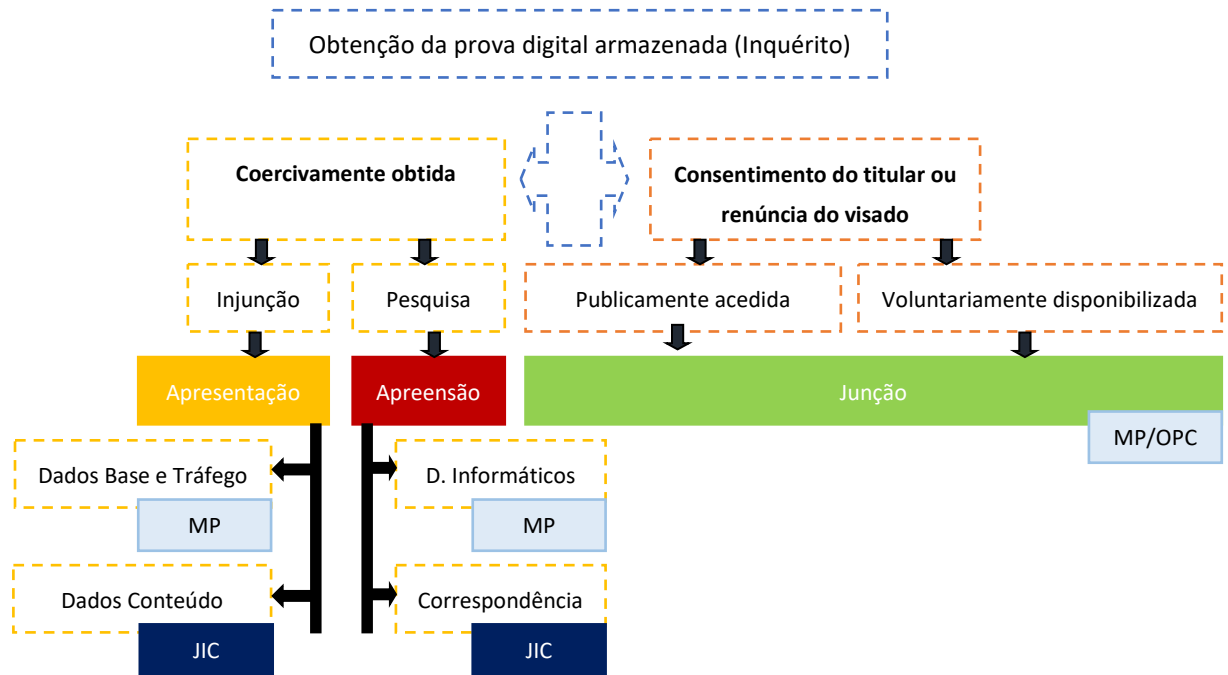 Obtenção da prova digital armazenada (Inquérito)
Coercivamente obtida
Consentimento do titular ou
renúncia do visado
Injunção
Pesquisa
Publicamente acedida
Voluntariamente disponibilizada
Apresentação
Apreensão
Junção
MP/OPC
Dados Base e Tráfego
MP
D. Informáticos
MP
Dados Conteúdo
JIC
Correspondência
JIC